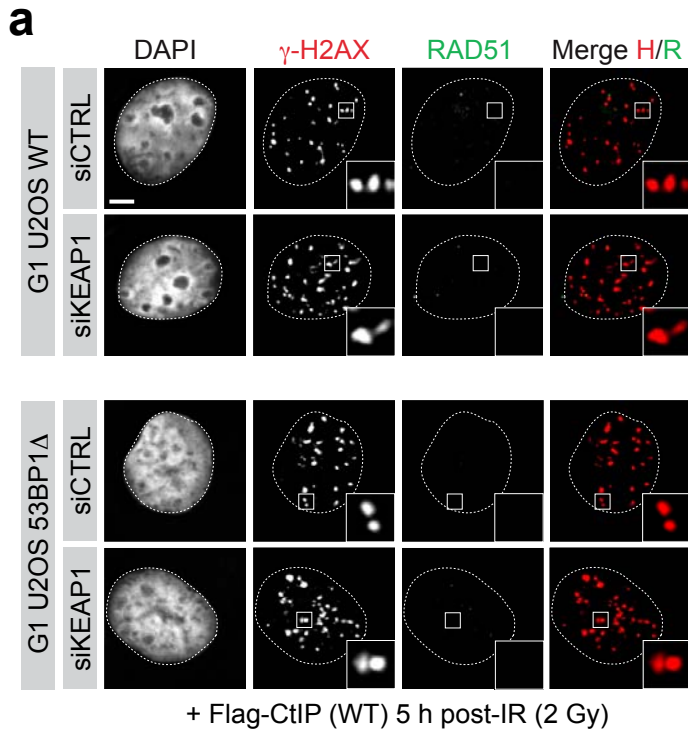 a
DAPI γ-H2AX RAD51 Merge H/R
G1 U2OS WT
siCTRL
siKEAP1
G1 U2OS 53BP1Δ
siCTRL
siKEAP1
+ Flag-CtIP (WT) 5 h post-IR (2 Gy)